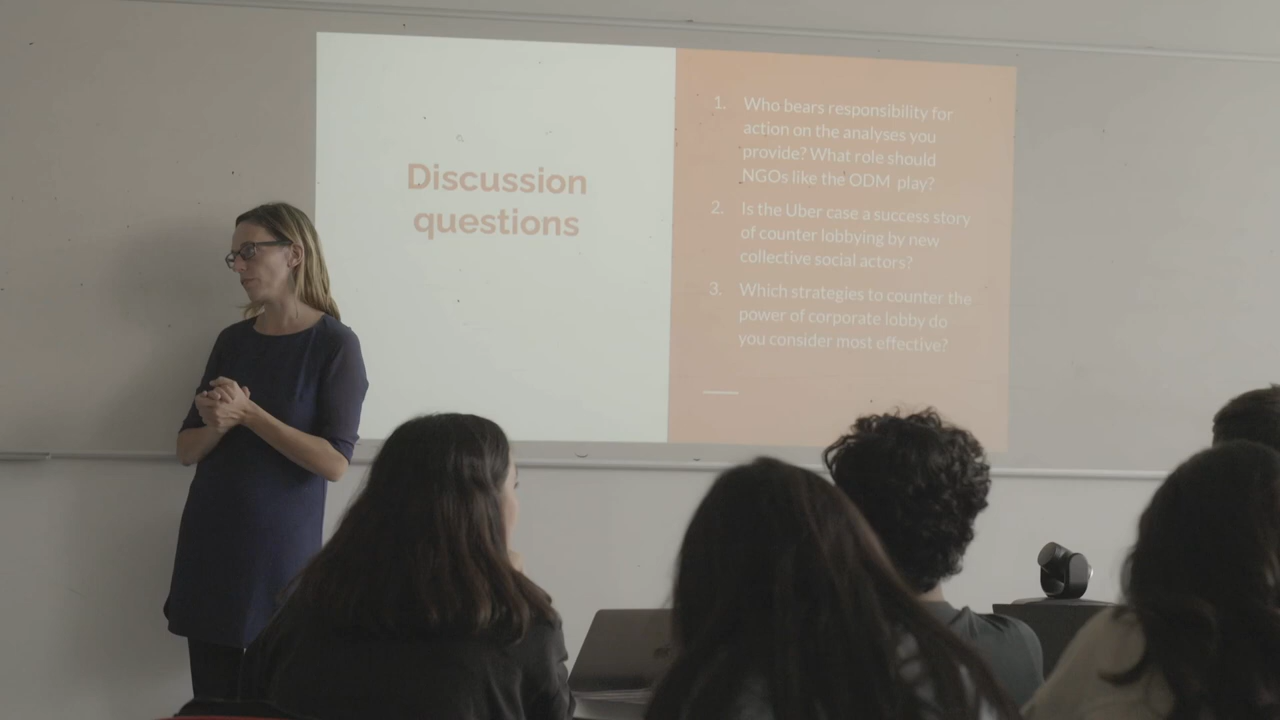 Discussion
questions
1. Who bears responsibility for
action on the analyses you
provide? What role should
NGOs like the ODM play?
2. Is the Uber case a success story
of counter lobbying by new
collective social actors?
3. Which strategies to counter the
power of corporate lobby do
you consider most effective?